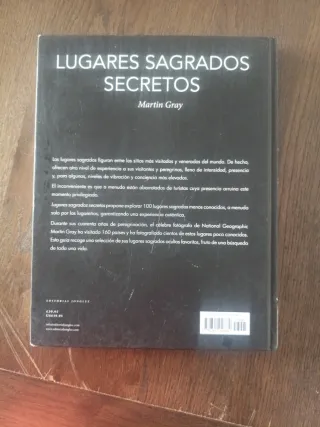 LUGARES SAGRADOS
SECRETOS
Martin Gray
Los lugares sagrados figuran entre los sitios más visitados y venerados del mundo. De hecho,
ofrecen otro nivel de experiencia a sus visitantes y peregrinos, lleno de intensidad, presencia
y, para algunos, niveles de vibración y conciencia más elevados.
El inconveniente es que a menudo están abarrotados de turistas cuya presencia arruina este
momento privilegiado.
Lugares sagrados secretos propone explorar 100 lugares sagrados menos conocidos, a menudo
solo por los lugareños, garantizando una experiencia auténtica.
Durante sus cuarenta años de peregrinación, el célebre fotógrafo de National Geographic
Martin Gray ha visitado 160 países y ha fotografiado cientos de estos lugares poco conocidos.
Esta guía recoge una selección de sus lugares sagrados ocultos favoritos, fruto de una búsqueda
de toda una vida.
EDITORIAL JONGLEZ